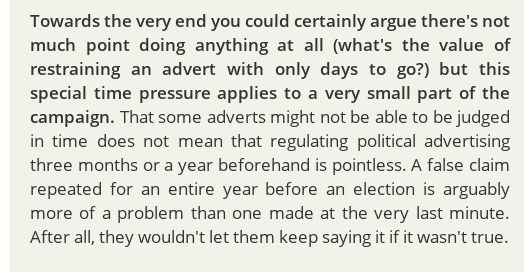 Towards the very end you could certainly argue there's not
much point doing anything at all (what's the value of
restraining an advert with only days to go?) but this
special time pressure applies to a very small part of the
campaign. That some adverts might not be able to be judged
in time does not mean that regulating political advertising
three months or a year beforehand is pointless. A false claim
repeated for an entire year before an election is arguably
more of a problem than one made at the very last minute.
After all, they wouldn't let them keep saying it if it wasn't true.